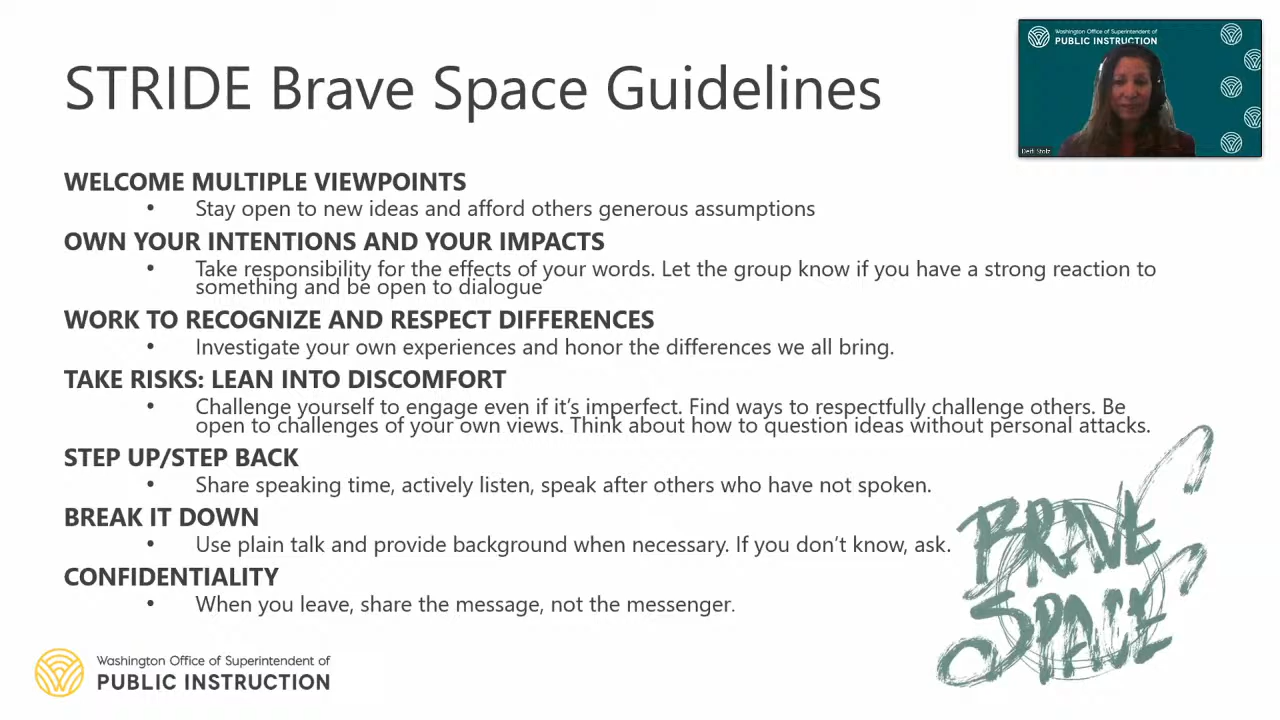 STRIDE Brave Space Guidelines
Washington Office of Superintendent of
PUBLIC INSTRUCTION
Dedi Stolz
WELCOME MULTIPLE VIEWPOINTS
• Stay open to new ideas and afford others generous assumptions
OWN YOUR INTENTIONS AND YOUR IMPACTS
• Take responsibility for the effects of your words. Let the group know if you have a strong reaction to
something and be open to dialogue
WORK TO RECOGNIZE AND RESPECT DIFFERENCES
• Investigate your own experiences and honor the differences we all bring.
TAKE RISKS: LEAN INTO DISCOMFORT
• Challenge yourself to engage even if it’s imperfect. Find ways to respectfully challenge others. Be
open to challenges of your own views. Think about how to question ideas without personal attacks.
STEP UP/STEP BACK
• Share speaking time, actively listen, speak after others who have not spoken.
BREAK IT DOWN
• Use plain talk and provide background when necessary. If you don’t know, ask.
CONFIDENTIALITY
• When you leave, share the message, not the messenger.
BRAVE
SPACE
Washington Office of Superintendent of
PUBLIC INSTRUCTION